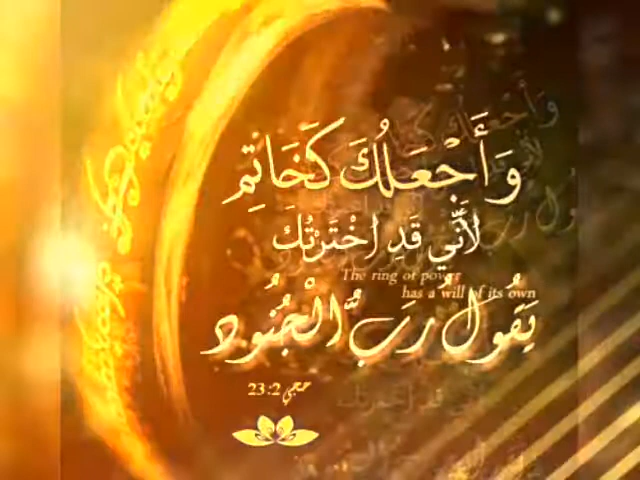 وَأَجْعَلُكَ كَخَاتِمٍ
لأَنِّي قَدِ اخْتَرْتُكَ
The ring of power
has a will of its own
يَقُولُ رَبُّ الْجُنُودِ
حجي 23:2